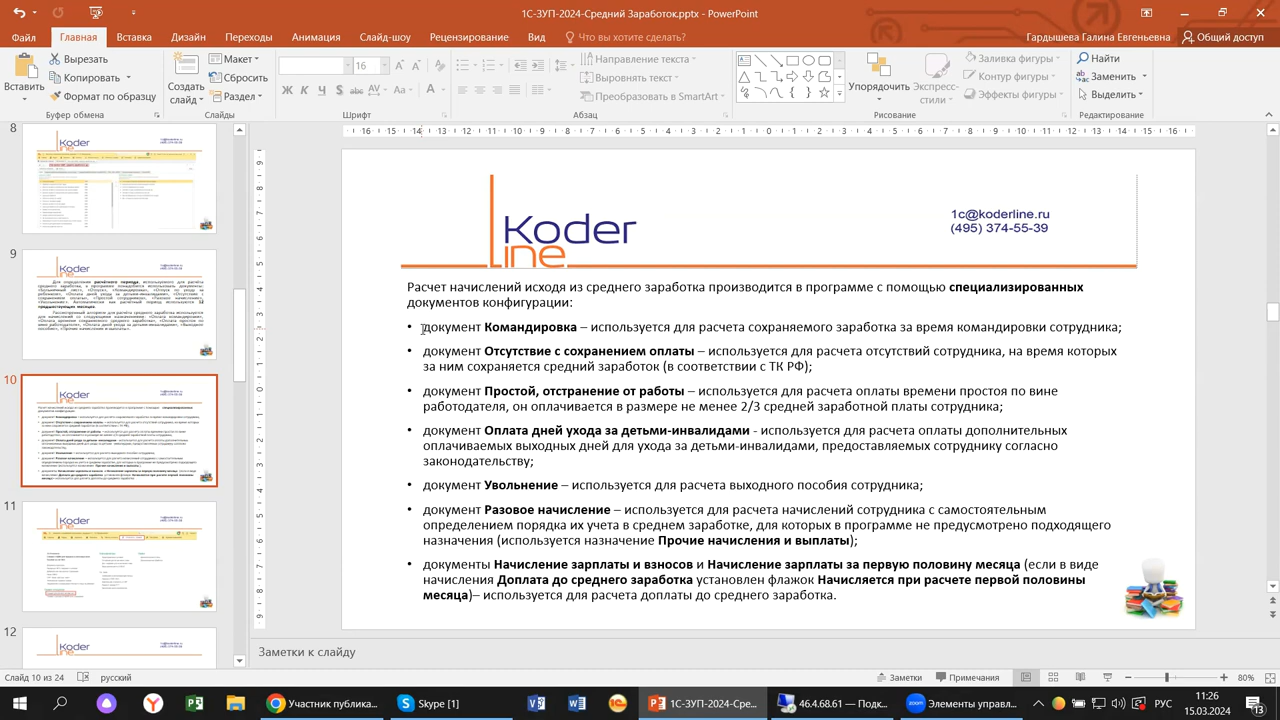 1С-ЗУП-2024-Средний Заработок.pptx - PowerPoint
Файл Главная Вставка Дизайн Переходы Анимация Слайд-шоу Рецензирование Вид Что вы хотите сделать? Гардышева Галина Евгеньевна Общий доступ
Вставить
Вырезать
Копировать
Формат по образцу
Буфер обмена
Создать слайд
Макет
Сбросить
Раздел
Слайды
16
Шрифт
Направление текста
Выровнять текст
Преобразовать в SmartArt
Абзац
Упорядочить
Экспресс-стили
Заливка фигуры
Контур фигуры
Эффекты фигуры
Рисование
Найти
Заменить
Выделить
Редактирование
8
9
10
11
12
Koder
line
1c@koderline.ru
(495) 374-55-39
Расчет начислений исходя из среднего заработка производится в программе с помощью специализированных
документов конфигурации:
• документ Командировка – используется для расчета сохраняемого заработка за время командировки сотрудника;
• документ Отсутствие с сохранением оплаты – используется для расчета отсутствий сотрудника, на время которых
за ним сохраняется средний заработок (в соответствии с ТК РФ);
• документ Простой, отстранение от работы – используется для расчета оплаты времени простоя по вине
работодателя, оплачивается в размере не менее 2/3 средней заработной платы сотрудника;
• документ Оплата дней ухода за детьми-инвалидами – используется для расчета оплаты дополнительных
оплачиваемых выходных дней для ухода за детьми-инвалидами, предоставляемых сотруднику согласно
законодательству;
• документ Увольнение – используется для расчета выходного пособия сотрудника;
• документ Разовое начисление – используется для расчета начислений сотрудника с самостоятельным
определением порядка их учета в среднем заработке, для которых в программе не предусмотрено подходящего
назначения (используется назначение Прочие начисления и выплаты);
• документы Начисление зарплаты и взносов и Начисление зарплаты за первую половину месяца (если в виде
начисления Доплата до среднего заработка установлен флажок Начисляется при расчете первой половины
месяца)– используется для расчета доплаты до среднего заработка.
Заметки к слайду
Слайд 10 из 24 русский Заметки Примечания 80%
Участник publика... Skype [1] 1С-ЗУП-2024-Сре... 46.4.68.61 — Подк... Элементы управл... РУС 11:26
15.03.2024